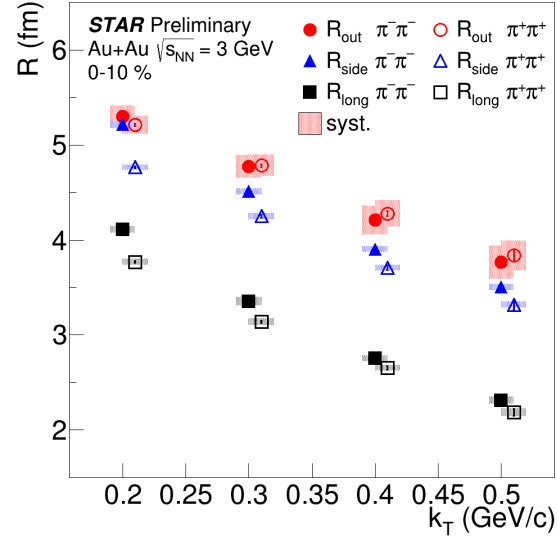 R (fm)
STAR Preliminary
Au+Au √sNN = 3 GeV
0-10 %
Rout π⁻π⁻ Rout π⁺π⁺
Rside π⁻π⁻ Rside π⁺π⁺
Rlong π⁻π⁻ Rlong π⁺π⁺
syst.
6
5
4
3
2
0.2 0.25 0.3 0.35 0.4 0.45 0.5
kT (GeV/c)